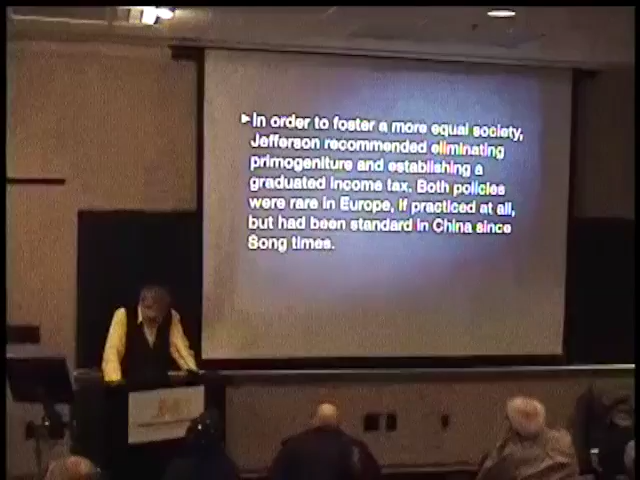 ▸In order to foster a more equal society,
Jefferson recommended eliminating
primogeniture and establishing a
graduated income tax. Both policies
were rare in Europe, if practiced at all,
but had been standard in China since
Song times.